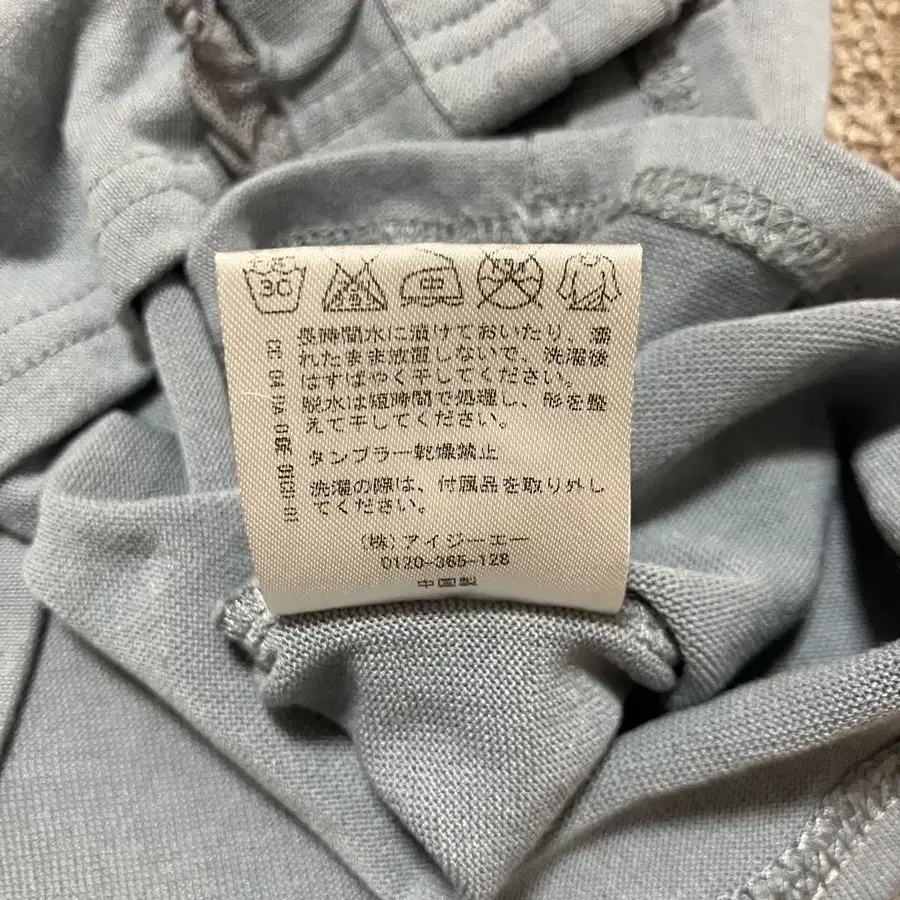 30
中
長時間水に漬けておいたり、濡
れたまま放置しないで、洗濯後
はすばやく干してください。
脱水は短時間で処理し、形を整
えて干してください。
タンブラー乾燥禁止
洗濯の際は、付属品を取り外し
てください。
(株)アイジーエー
0120-365-128
中国製